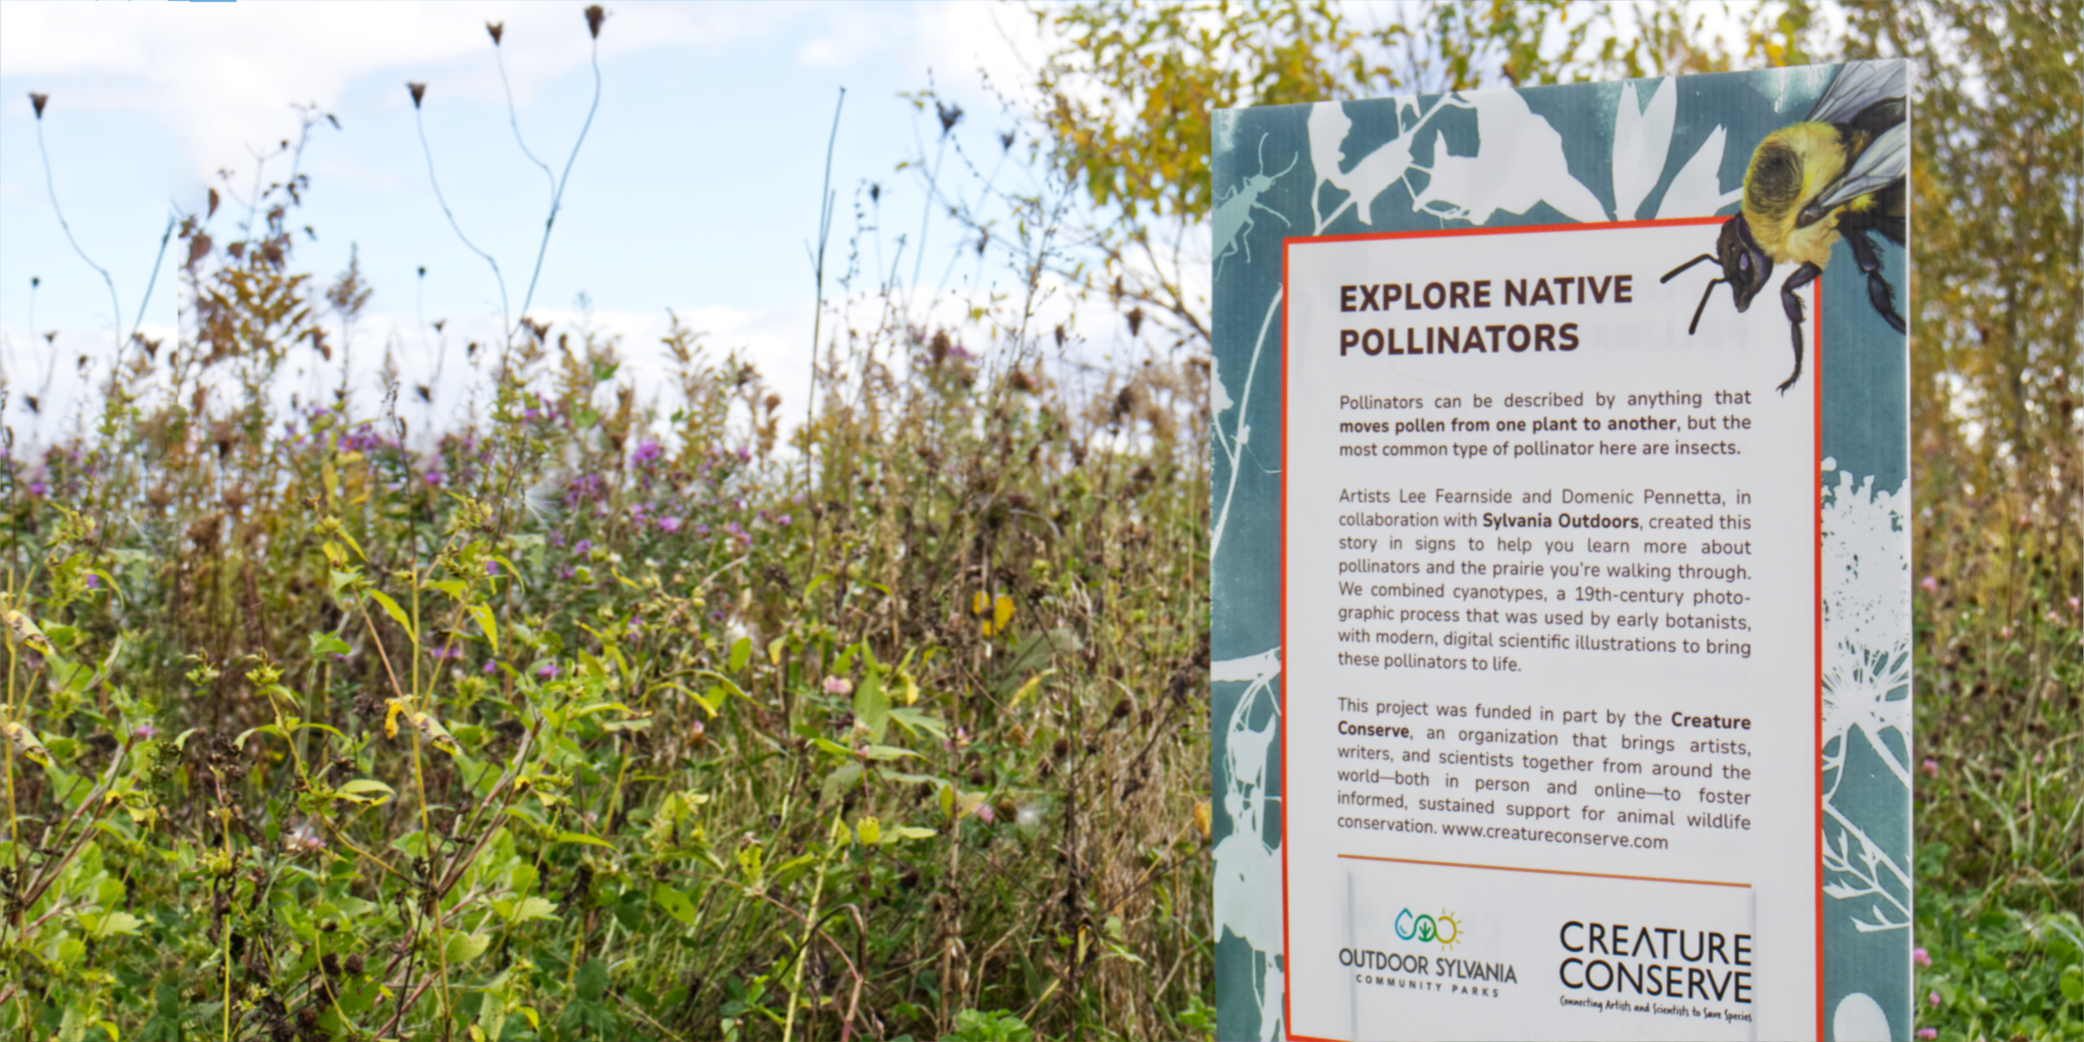 EXPLORE NATIVE
POLLINATORS
Pollinators can be described by anything that
moves pollen from one plant to another, but the
most common type of pollinator here are insects.
Artists Lee Fearnside and Domenic Pennetta, in
collaboration with Sylvania Outdoors, created this
story in signs to help you learn more about
pollinators and the prairie you're walking through.
We combined cyanotypes, a 19th-century photo-
graphic process that was used by early botanists,
with modern, digital scientific illustrations to bring
these pollinators to life.
This project was funded in part by the Creature
Conserve, an organization that brings artists,
writers, and scientists together from around the
world—both in person and online—to foster
informed, sustained support for animal wildlife
conservation. www.creatureconserve.com
OUTDOOR SYLVANIA
COMMUNITY PARKS
CREATURE
CONSERVE
Connecting Artists and Scientists to Save Species